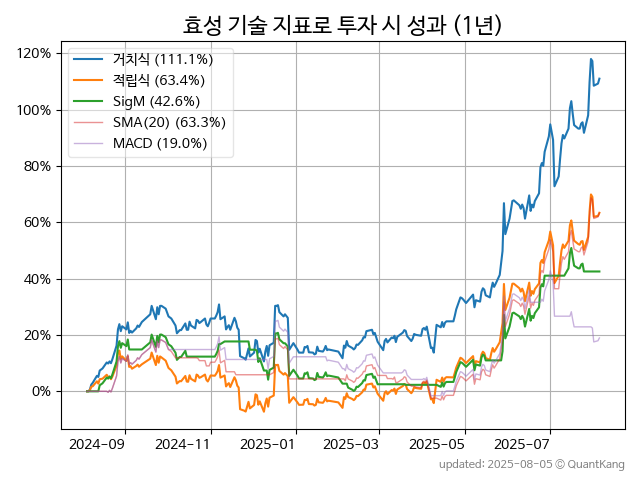 효성 기술 지표로 투자 시 성과 (1년)
120%
100%
80%
60%
40%
20%
0%
거치식 (111.1%)
적립식 (63.4%)
SigM (42.6%)
SMA(20) (63.3%)
MACD (19.0%)
2024-09
2024-11
2025-01
2025-03
2025-05
2025-07
updated: 2025-08-05 © QuantKang